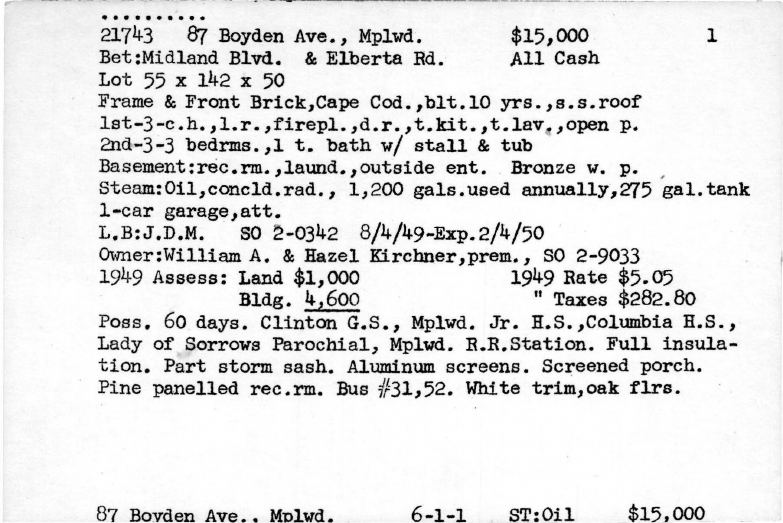 ..........
21743 87 Boyden Ave., Mplwd. $15,000 1
Bet:Midland Blvd. & Elberta Rd. All Cash
Lot 55 x 142 x 50
Frame & Front Brick,Cape Cod.,blt.10 yrs.,s.s.roof
1st-3-c.h.,l.r.,firepl.,d.r.,t.kit.,t.lav.,open p.
2nd-3-3 bedrms.,1 t. bath w/ stall & tub
Basement:rec.rm.,laund.,outside ent. Bronze w. p.
Steam:Oil,concld.rad., 1,200 gals.used annually,275 gal.tank
1-car garage,att.
L.B:J.D.M. SO 2-0342 8/4/49-Exp.2/4/50
Owner:William A. & Hazel Kirchner,prem., SO 2-9033
1949 Assess: Land $1,000 1949 Rate $5.05
Bldg. 4,600 " Taxes $282.80
Poss. 60 days. Clinton G.S., Mplwd. Jr. H.S.,Columbia H.S.,
Lady of Sorrows Parochial, Mplwd. R.R.Station. Full insula-
tion. Part storm sash. Aluminum screens. Screened porch.
Pine panelled rec.rm. Bus #31,52. White trim,oak flrs.
87 Boyden Ave., Mplwd. 6-1-1 ST:Oil $15,000